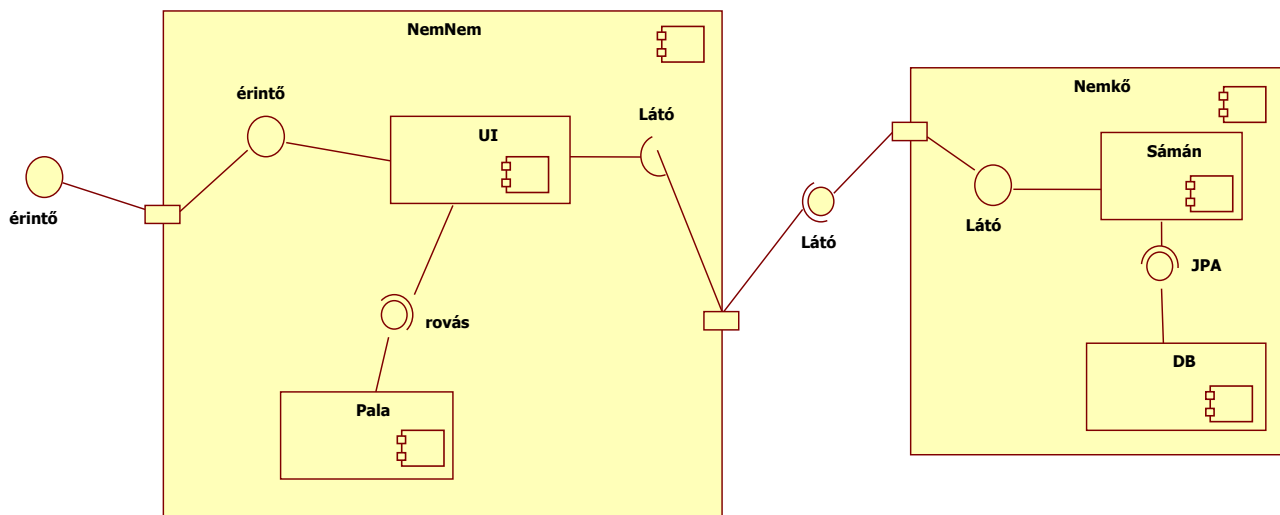 NemNem
érintő
UI
Látó
érintő
rovás
Pala
Látó
Nemkő
Sámán
Látó
JPA
DB